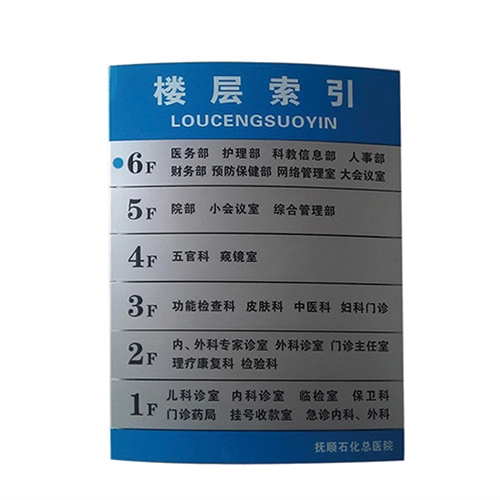 楼层索引
LOUCENGSUOYIN
6F 医务部 护理部 科教信息部 人事部
财务部 预防保健部 网络管理室 大会议室
5F 院部 小会议室 综合管理部
4F 五官科 窥镜室
3F 功能检查科 皮肤科 中医科 妇科门诊
2F 内、外科专家诊室 外科诊室 门诊主任室
理疗康复科 检验科
1F 儿科诊室 内科诊室 临检室 保卫科
门诊药局 挂号收款室 急诊内科、外科
抚顺石化总医院